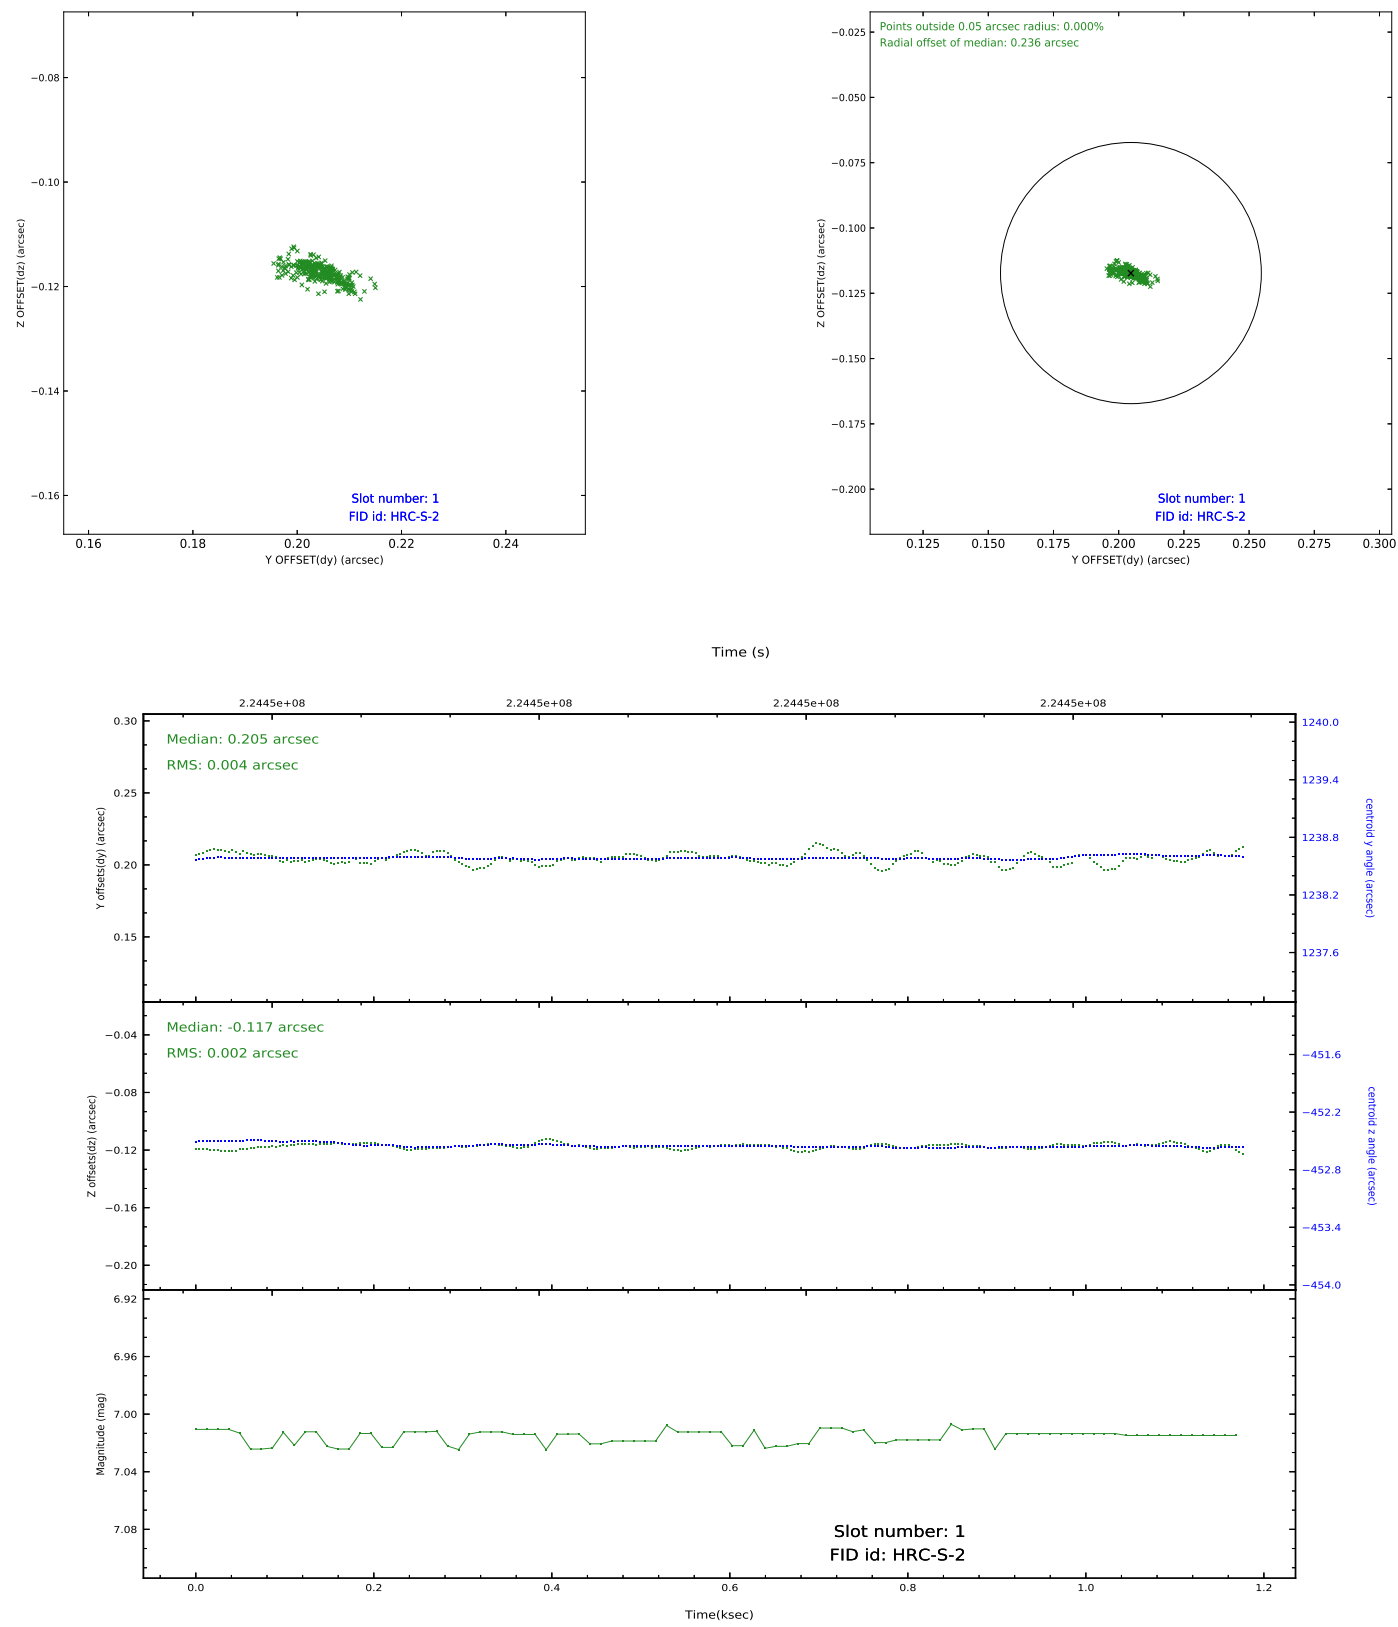 −0.08
−0.10
−0.12
−0.14
−0.16
Z OFFSET(dz) (arcsec)
Slot number: 1
FID id: HRC-S-2
0.16 0.18 0.20 0.22 0.24
Y OFFSET(dy) (arcsec)
Points outside 0.05 arcsec radius: 0.000%
Radial offset of median: 0.236 arcsec
−0.025
−0.050
−0.075
−0.100
−0.125
−0.150
−0.175
−0.200
Z OFFSET(dz) (arcsec)
Slot number: 1
FID id: HRC-S-2
0.125 0.150 0.175 0.200 0.225 0.250 0.275 0.300
Y OFFSET(dy) (arcsec)
Time (s)
2.2445e+08 2.2445e+08 2.2445e+08 2.2445e+08
Median: 0.205 arcsec
RMS: 0.004 arcsec
0.30
0.25
0.20
0.15
Y offsets(dy) (arcsec)
1240.0
1239.4
1238.8
1238.2
1237.6
centroid y angle (arcsec)
Median: -0.117 arcsec
RMS: 0.002 arcsec
−0.04
−0.08
−0.12
−0.16
−0.20
Z offsets(dz) (arcsec)
−451.6
−452.2
−452.8
−453.4
−454.0
centroid z angle (arcsec)
6.92
6.96
7.00
7.04
7.08
Magnitude (mag)
Slot number: 1
FID id: HRC-S-2
0.0 0.2 0.4 0.6 0.8 1.0 1.2
Time(ksec)